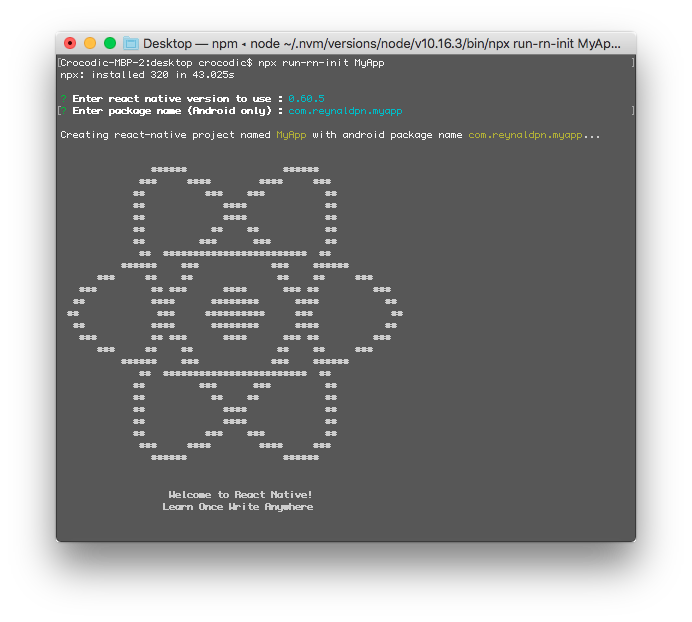 Desktop — npm ◂ node ~/.nvm/versions/node/v10.16.3/bin/npx run-rn-init MyAp...
[Crocodic-MBP-2:desktop crocodic$ npx run-rn-init MyApp ]
npx: installed 320 in 43.025s
? Enter react native version to use : 0.60.5
[? Enter package name (Android only) : com.reynaldpn.myapp ]
Creating react-native project named MyApp with android package name com.reynaldpn.myapp...
Welcome to React Native!
Learn Once Write Anywhere